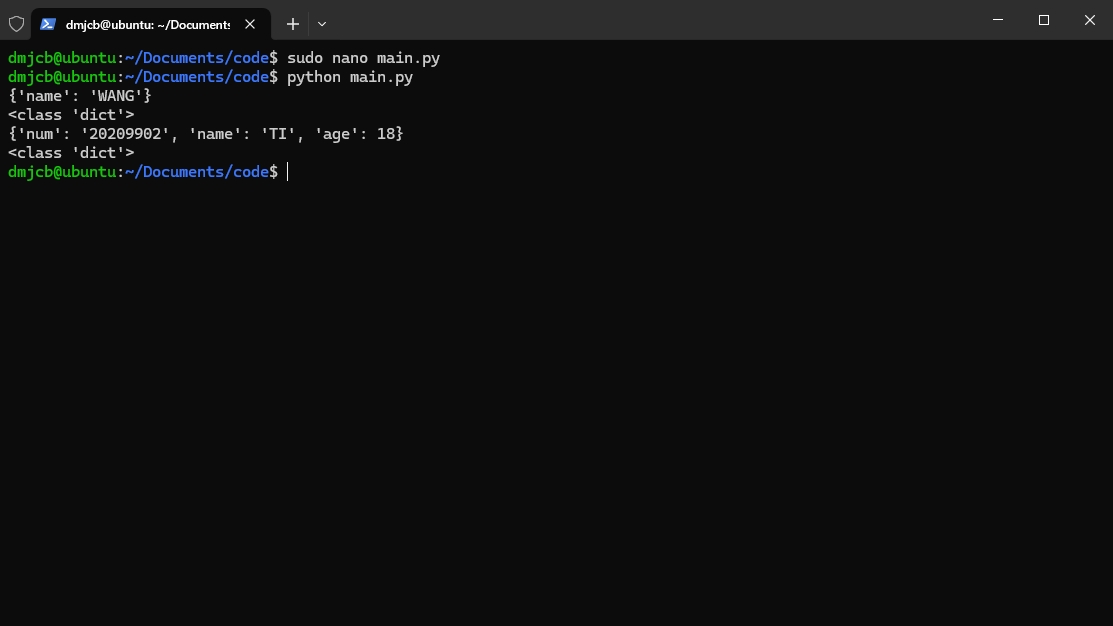 dmjcb@ubuntu: ~/Documents
dmjcb@ubuntu:~/Documents/code$ sudo nano main.py
dmjcb@ubuntu:~/Documents/code$ python main.py
{'name': 'WANG'}
<class 'dict'>
{'num': '20209902', 'name': 'TI', 'age': 18}
<class 'dict'>
dmjcb@ubuntu:~/Documents/code$